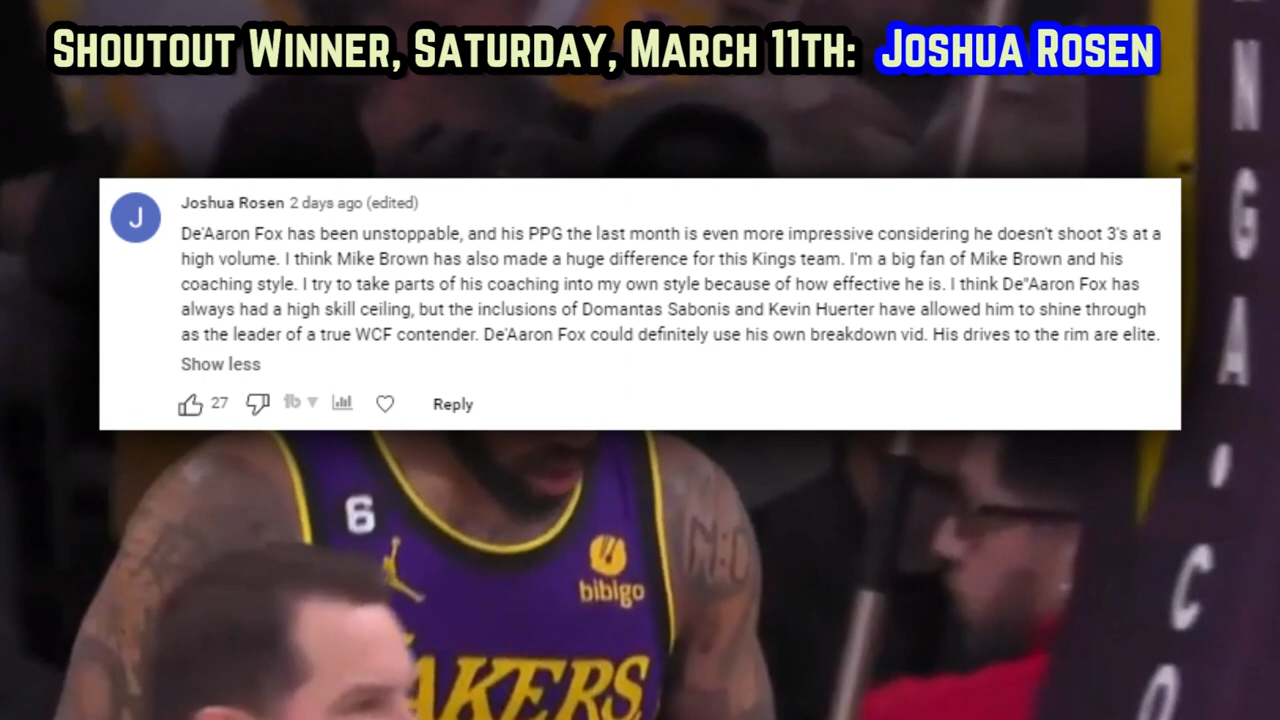 Shoutout Winner, Saturday, March 11th: Joshua Rosen
J
Joshua Rosen 2 days ago (edited)
De'Aaron Fox has been unstoppable, and his PPG the last month is even more impressive considering he doesn't shoot 3's at a
high volume. I think Mike Brown has also made a huge difference for this Kings team. I'm a big fan of Mike Brown and his
coaching style. I try to take parts of his coaching into my own style because of how effective he is. I think De"Aaron Fox has
always had a high skill ceiling, but the inclusions of Domantas Sabonis and Kevin Huerter have allowed him to shine through
as the leader of a true WCF contender. De'Aaron Fox could definitely use his own breakdown vid. His drives to the rim are elite.
Show less
27
Reply
6
bibigo
AKERS
NGA·CO